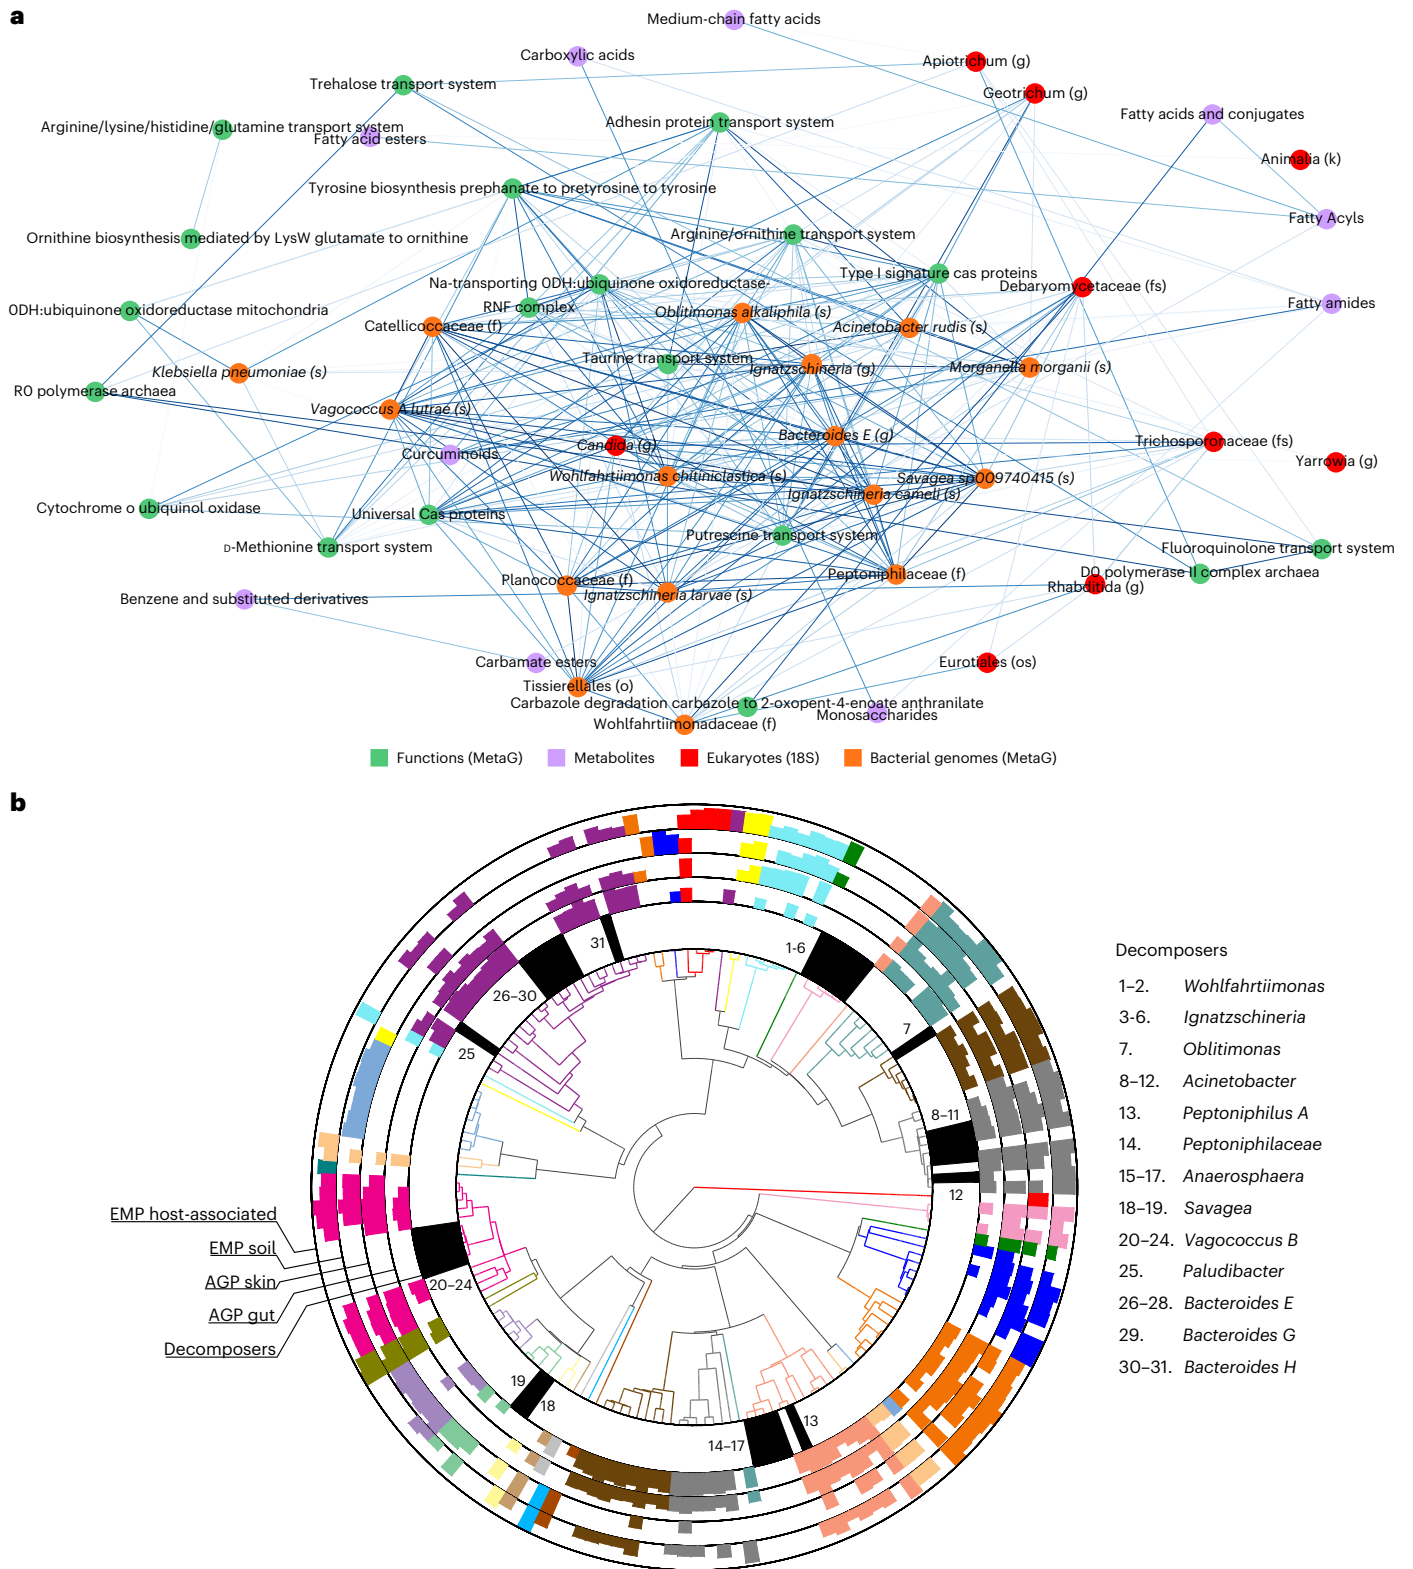 a
Medium-chain fatty acids
Carboxylic acids
Apiotrichum (g)
Trehalose transport system
Geotrichum (g)
Fatty acids and conjugates
Adhesin protein transport system
Arginine/lysine/histidine/glutamine transport system
Fatty acid esters
Animalia (k)
Tyrosine biosynthesis prephanate to pretyrosine to tyrosine
Fatty Acyls
Ornithine biosynthesis mediated by LysW glutamate to ornithine
Arginine/ornithine transport system
Type I signature cas proteins
Na-transporting 0DH:ubiquinone oxidoreductase-
Debaryomycetaceae (fs)
RNF complex
Fatty amides
0DH:ubiquinone oxidoreductase mitochondria
Oblitimonas alkaliphila (s)
Catellicoccaceae (f)
Acinetobacter rudis (s)
Taurine transport system
Ignatzschineria (g)
Morganella morganii (s)
Klebsiella pneumoniae (s)
R0 polymerase archaea
Vagococcus A lutrae (s)
Bacteroides E (g)
Candida (g)
Trichosporonaceae (fs)
Curcuminoids
Yarrowia (g)
Wohlfahrtiimonas chitiniclastica (s)
Savagea sp009740415 (s)
Ignatzschineria cameli (s)
Cytochrome o ubiquinol oxidase
Universal Cas proteins
Putrescine transport system
D-Methionine transport system
Fluoroquinolone transport system
Peptoniphilaceae (f)
D0 polymerase II complex archaea
Planococcaceae (f)
Rhabditida (g)
Ignatzschineria larvae (s)
Benzene and substituted derivatives
Carbamate esters
Eurotiales (os)
Tissierellales (o)
Carbazole degradation carbazole to 2-oxopent-4-enoate anthranilate
Monosaccharides
Wohlfahrtiimonadaceae (f)
Functions (MetaG)
Metabolites
Eukaryotes (18S)
Bacterial genomes (MetaG)
b
31
1-6
26–30
7
25
8–11
12
20–24
19
18
13
14–17
EMP host-associated
EMP soil
AGP skin
AGP gut
Decomposers
Decomposers
1–2. Wohlfahrtiimonas
3-6. Ignatzschineria
7. Oblitimonas
8–12. Acinetobacter
13. Peptoniphilus A
14. Peptoniphilaceae
15–17. Anaerosphaera
18–19. Savagea
20–24. Vagococcus B
25. Paludibacter
26–28. Bacteroides E
29. Bacteroides G
30–31. Bacteroides H